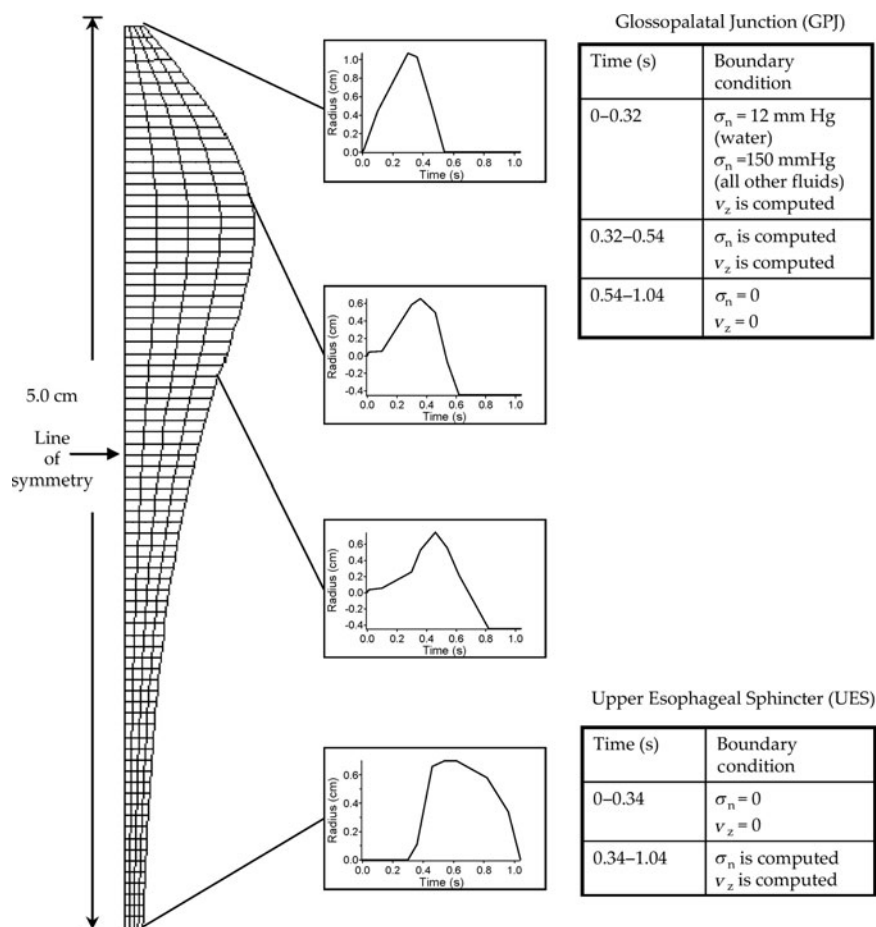 5.0 cm
Line
of
symmetry
Radius (cm)
1.0
0.8
0.6
0.4
0.2
0.0
0.0 0.2 0.4 0.6 0.8 1.0
Time (s)
Radius (cm)
0.6
0.4
0.2
0.0
-0.2
-0.4
0.0 0.2 0.4 0.6 0.8 1.0
Time (s)
Radius (cm)
0.6
0.4
0.2
0.0
-0.2
-0.4
0.0 0.2 0.4 0.6 0.8 1.0
Time (s)
Radius (cm)
0.6
0.4
0.2
0.0
0.0 0.2 0.4 0.6 0.8 1.0
Time (s)
Glossopalatal Junction (GPJ)
Time (s) Boundary
condition
0–0.32 σn = 12 mm Hg
(water)
σn =150 mmHg
(all other fluids)
vz is computed
0.32–0.54 σn is computed
vz is computed
0.54–1.04 σn = 0
vz = 0
Upper Esophageal Sphincter (UES)
Time (s) Boundary
condition
0–0.34 σn = 0
vz = 0
0.34–1.04 σn is computed
vz is computed